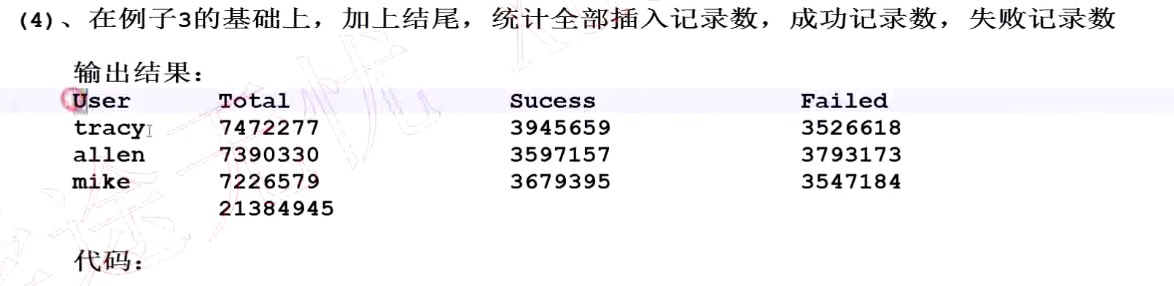 (4)、在例子3的基础上，加上结尾，统计全部插入记录数，成功记录数，失败记录数
输出结果：
User Total Sucess Failed
tracy 7472277 3945659 3526618
allen 7390330 3597157 3793173
mike 7226579 3679395 3547184
21384945
代码：